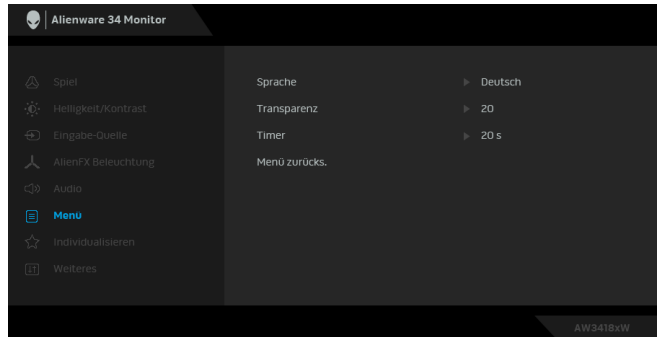 Alienware 34 Monitor
Spiel
Sprache Deutsch
Helligkeit/Kontrast
Transparenz 20
Eingabe-Quelle
Timer 20 s
AlienFX Beleuchtung
Menü zurücks.
Audio
Menü
Individualisieren
Weiteres
AW3418xW